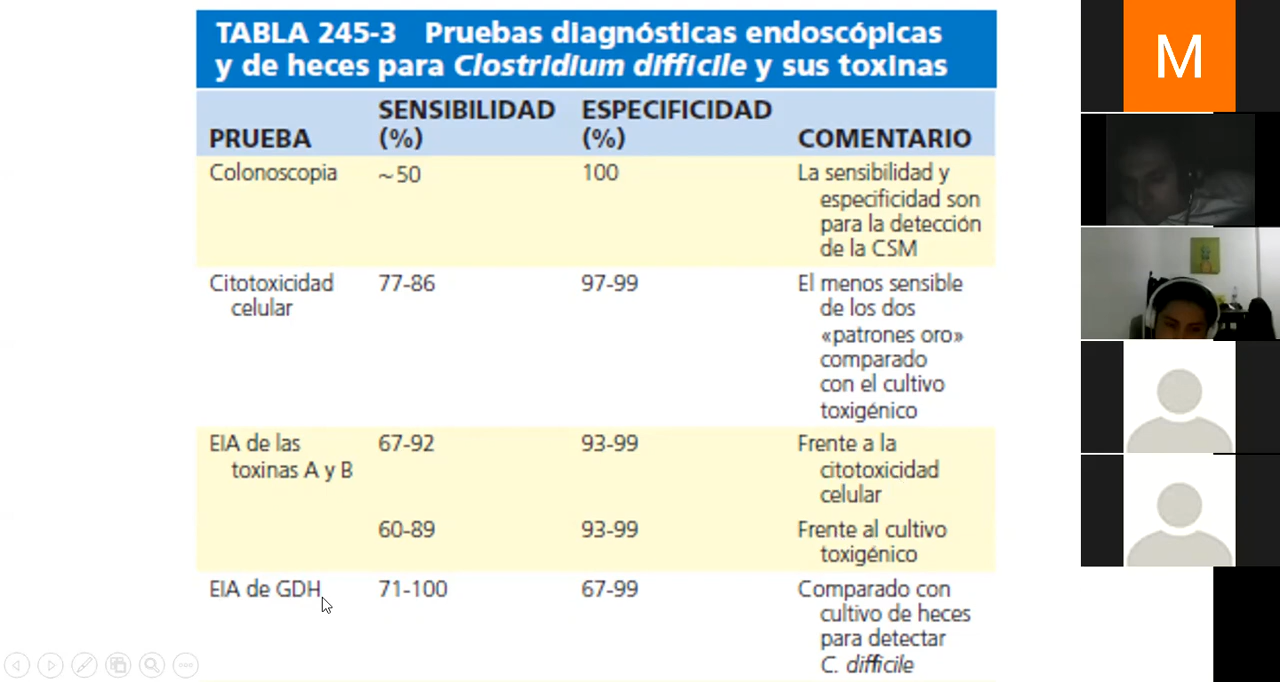 TABLA 245-3 Pruebas diagnósticas endoscópicas
y de heces para Clostridium difficile y sus toxinas
PRUEBA SENSIBILIDAD (%) ESPECIFICIDAD (%) COMENTARIO
Colonoscopia ~50 100 La sensibilidad y
especificidad son
para la detección
de la CSM
Citotoxicidad 77-86 97-99 El menos sensible
celular de los dos
«patrones oro»
comparado
con el cultivo
toxigénico
EIA de las 67-92 93-99 Frente a la
toxinas A y B citotoxicidad
celular
60-89 93-99 Frente al cultivo
toxigénico
EIA de GDH 71-100 67-99 Comparado con
cultivo de heces
para detectar
C. difficile
M